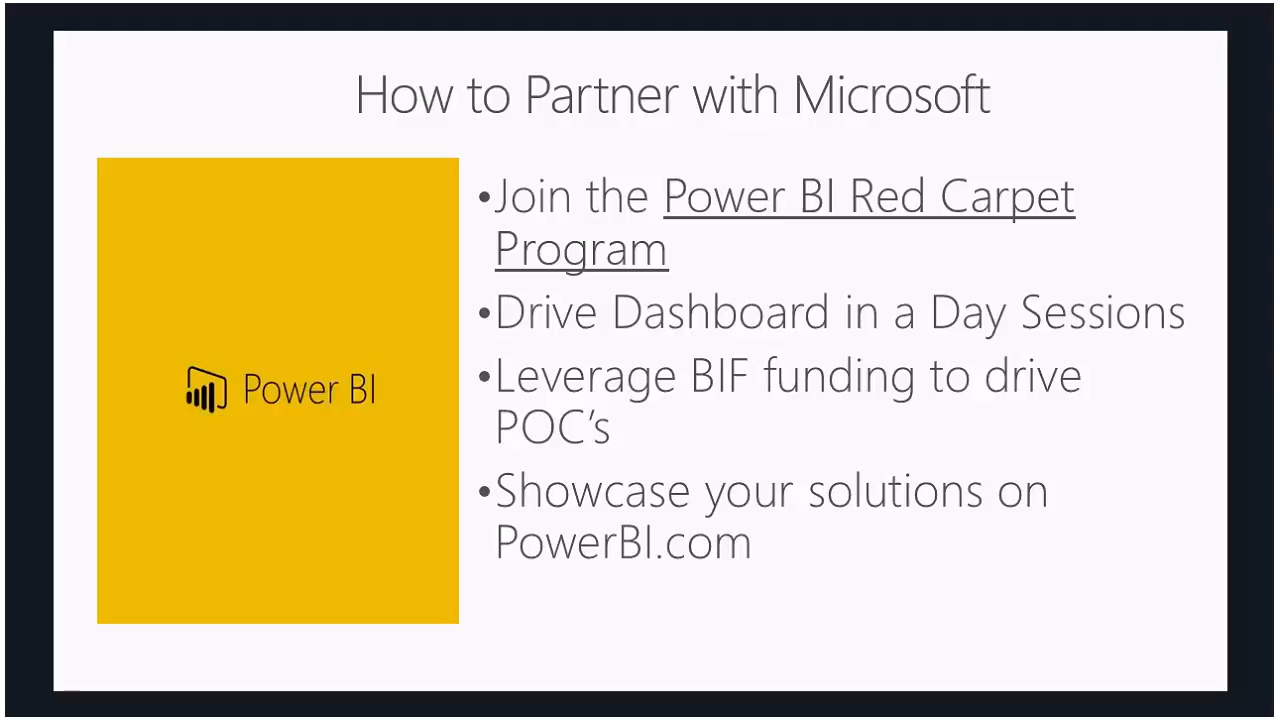 How to Partner with Microsoft
Power BI
•Join the Power BI Red Carpet
Program
•Drive Dashboard in a Day Sessions
•Leverage BIF funding to drive
POC’s
•Showcase your solutions on
PowerBI.com